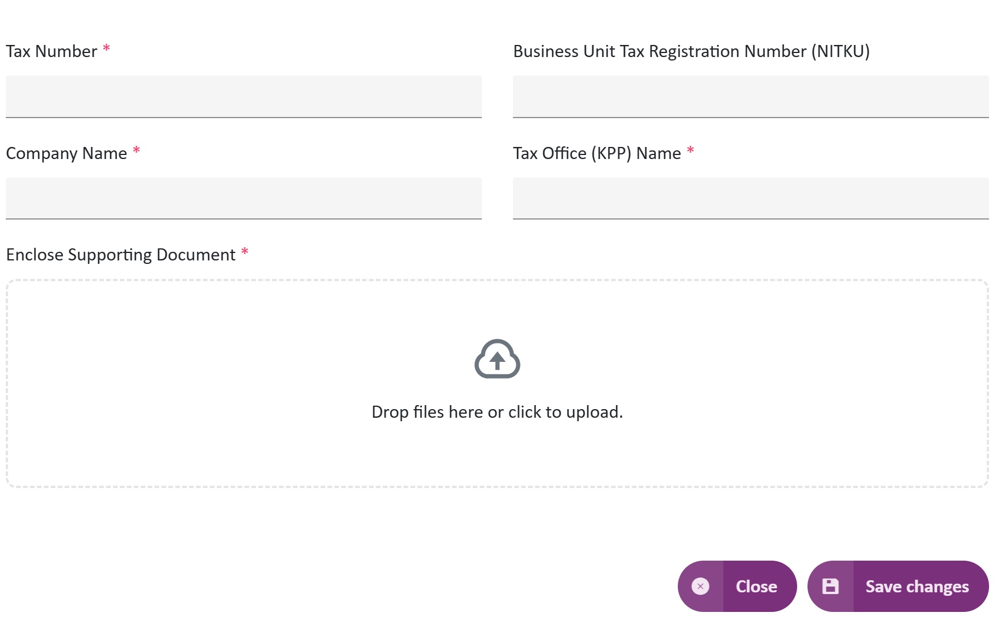 Tax Number *
Business Unit Tax Registration Number (NITKU)
Company Name *
Tax Office (KPP) Name *
Enclose Supporting Document *
Drop files here or click to upload.
Close
Save changes